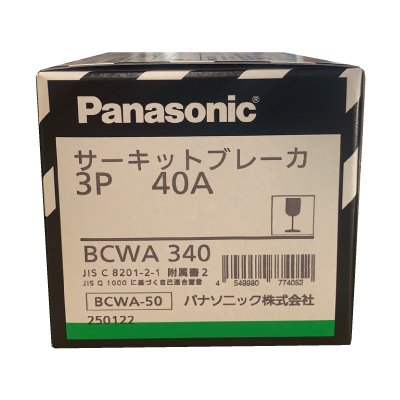 Panasonic®
サーキットブレーカ
3P 40A
BCWA 340
JIS C 8201-2-1 附属書2
JIS Q 1000 に基づく自己適合宣言
4 549980 774052
BCWA-50 パナソニック株式会社
250122